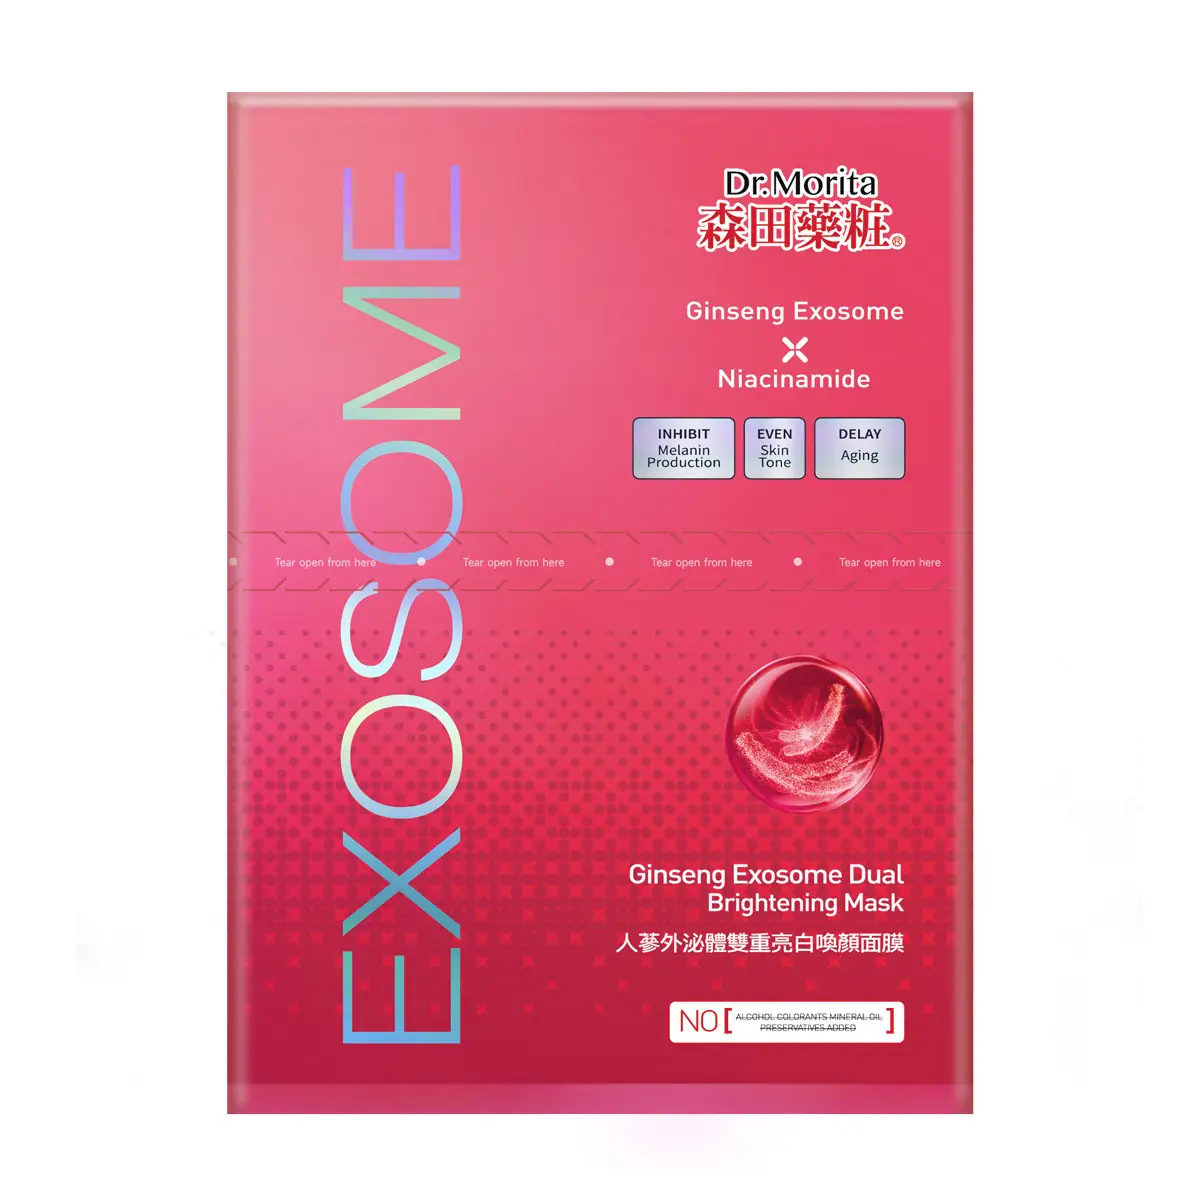 EXOSOME
Dr.Morita
森田藥粧®
Ginseng Exosome
Niacinamide
INHIBIT
Melanin
Production
EVEN
Skin
Tone
DELAY
Aging
Tear open from here Tear open from here Tear open from here Tear open from here
Ginseng Exosome Dual
Brightening Mask
人蔘外泌體雙重亮白喚顏面膜
NO [ ALCOHOL COLORANTS MINERAL OIL
PRESERVATIVES ADDED ]